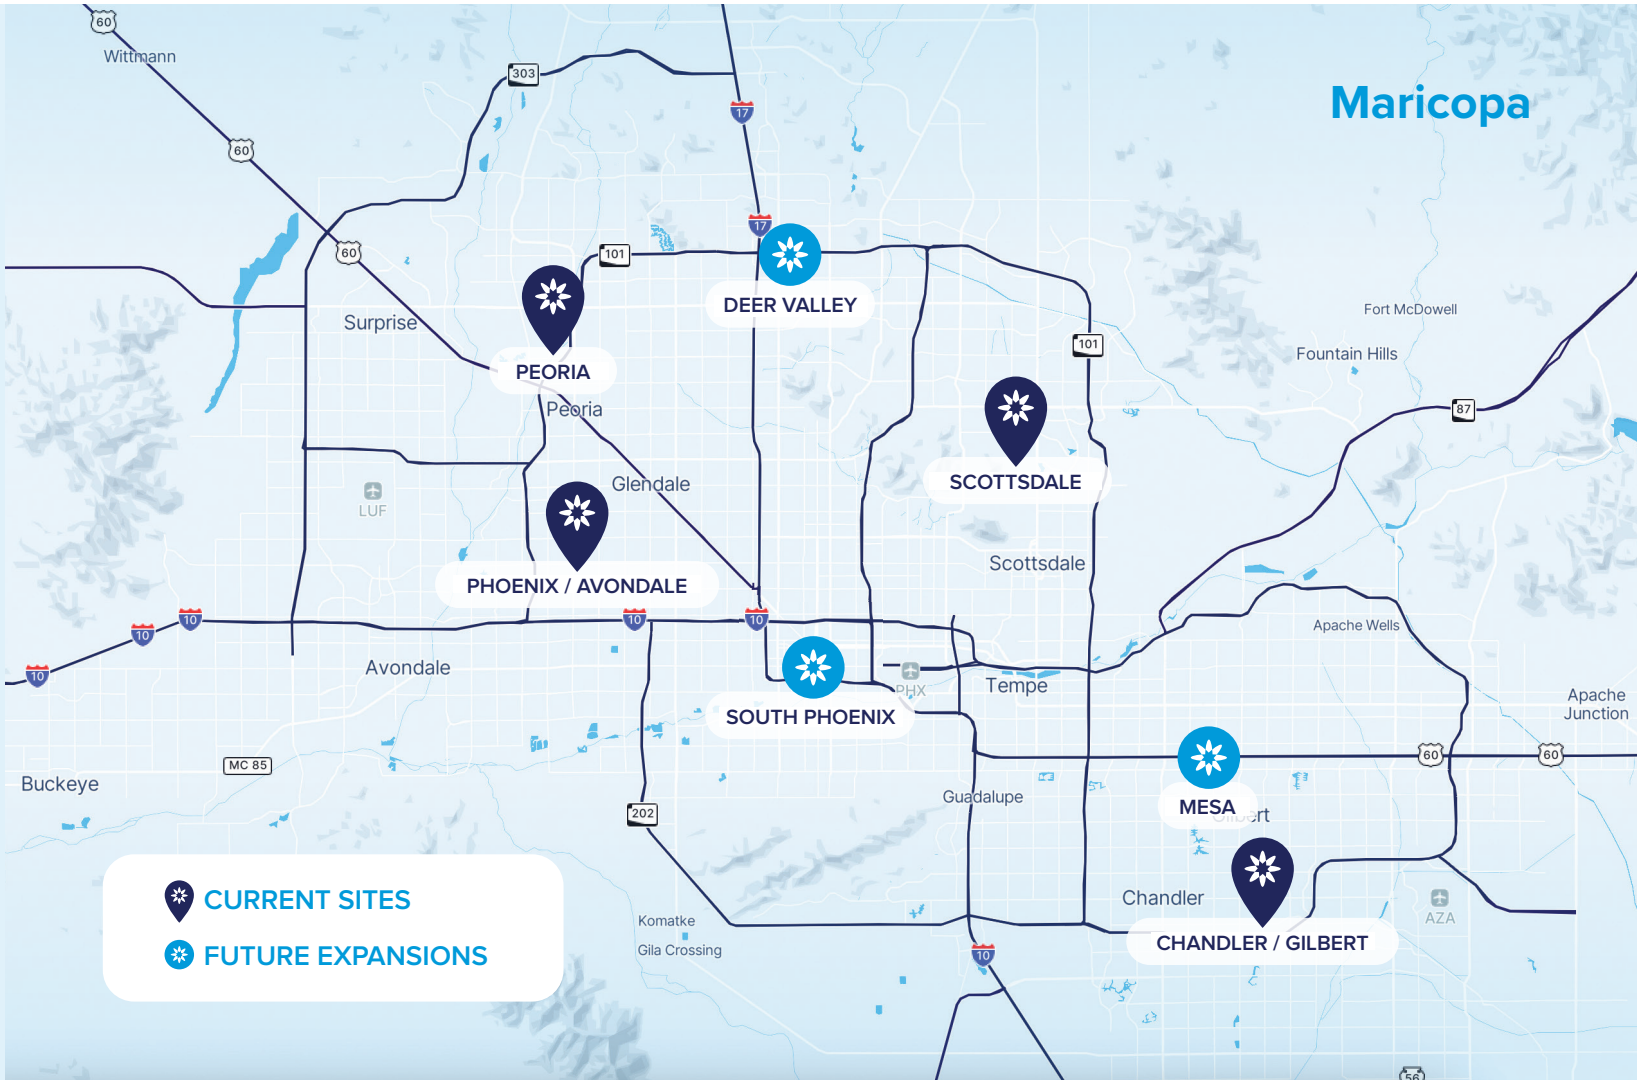 60
Wittmann
303
Maricopa
17
60
17
60
101
DEER VALLEY
Surprise
Fort McDowell
101
Fountain Hills
PEORIA
Peoria
87
SCOTTSDALE
Glendale
LUF
Scottsdale
PHOENIX / AVONDALE
10
10
10
10
Apache Wells
10
Avondale
PHX
Tempe
Apache
Junction
SOUTH PHOENIX
60
60
MC 85
Buckeye
Guadalupe
MESA
Gilbert
202
CURRENT SITES
Chandler
AZA
Komatke
CHANDLER / GILBERT
Gila Crossing
FUTURE EXPANSIONS
10
56